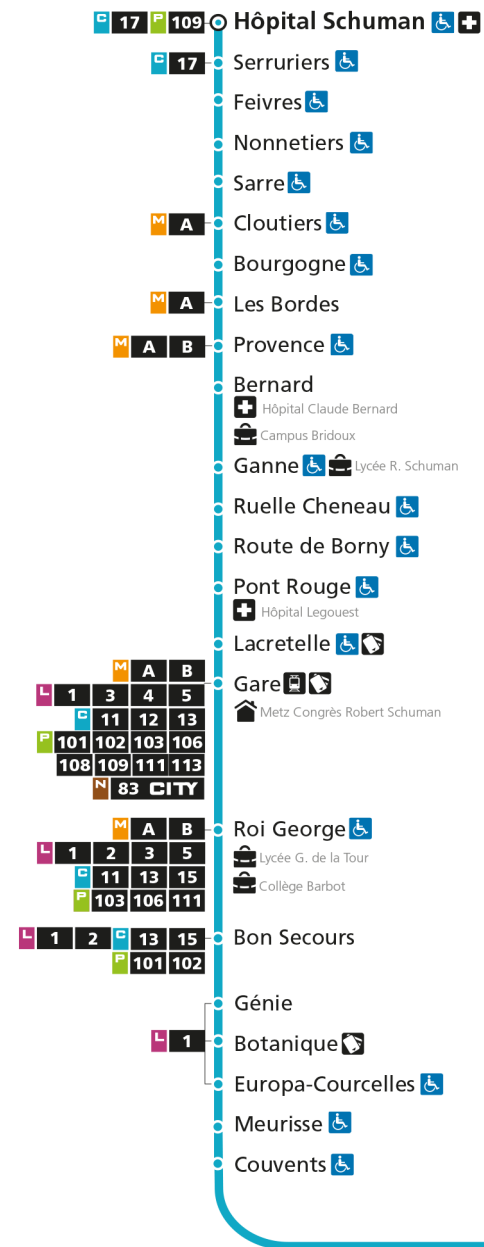 C 17 P 109 Hôpital Schuman
C 17 Serruriers
Feivres
Nonnetiers
Sarre
M A Cloutiers
Bourgogne
M A Les Bordes
M A B Provence
Bernard
Hôpital Claude Bernard
Campus Bridoux
Ganne Lycée R. Schuman
Ruelle Cheneau
Route de Borny
Pont Rouge
Hôpital Legouest
Lacretelle
M A B
L 1 3 4 5
C 11 12 13
P 101 102 103 106
108 109 111 113
N 83 CITY
Gare
Metz Congrès Robert Schuman
M A B
L 1 2 3 5
C 11 13 15
P 103 106 111
Roi George
Lycée G. de la Tour
Collège Barbot
L 1 2 C 13 15
P 101 102
Bon Secours
Génie
L 1 Botanique
Europa-Courcelles
Meurisse
Couvents